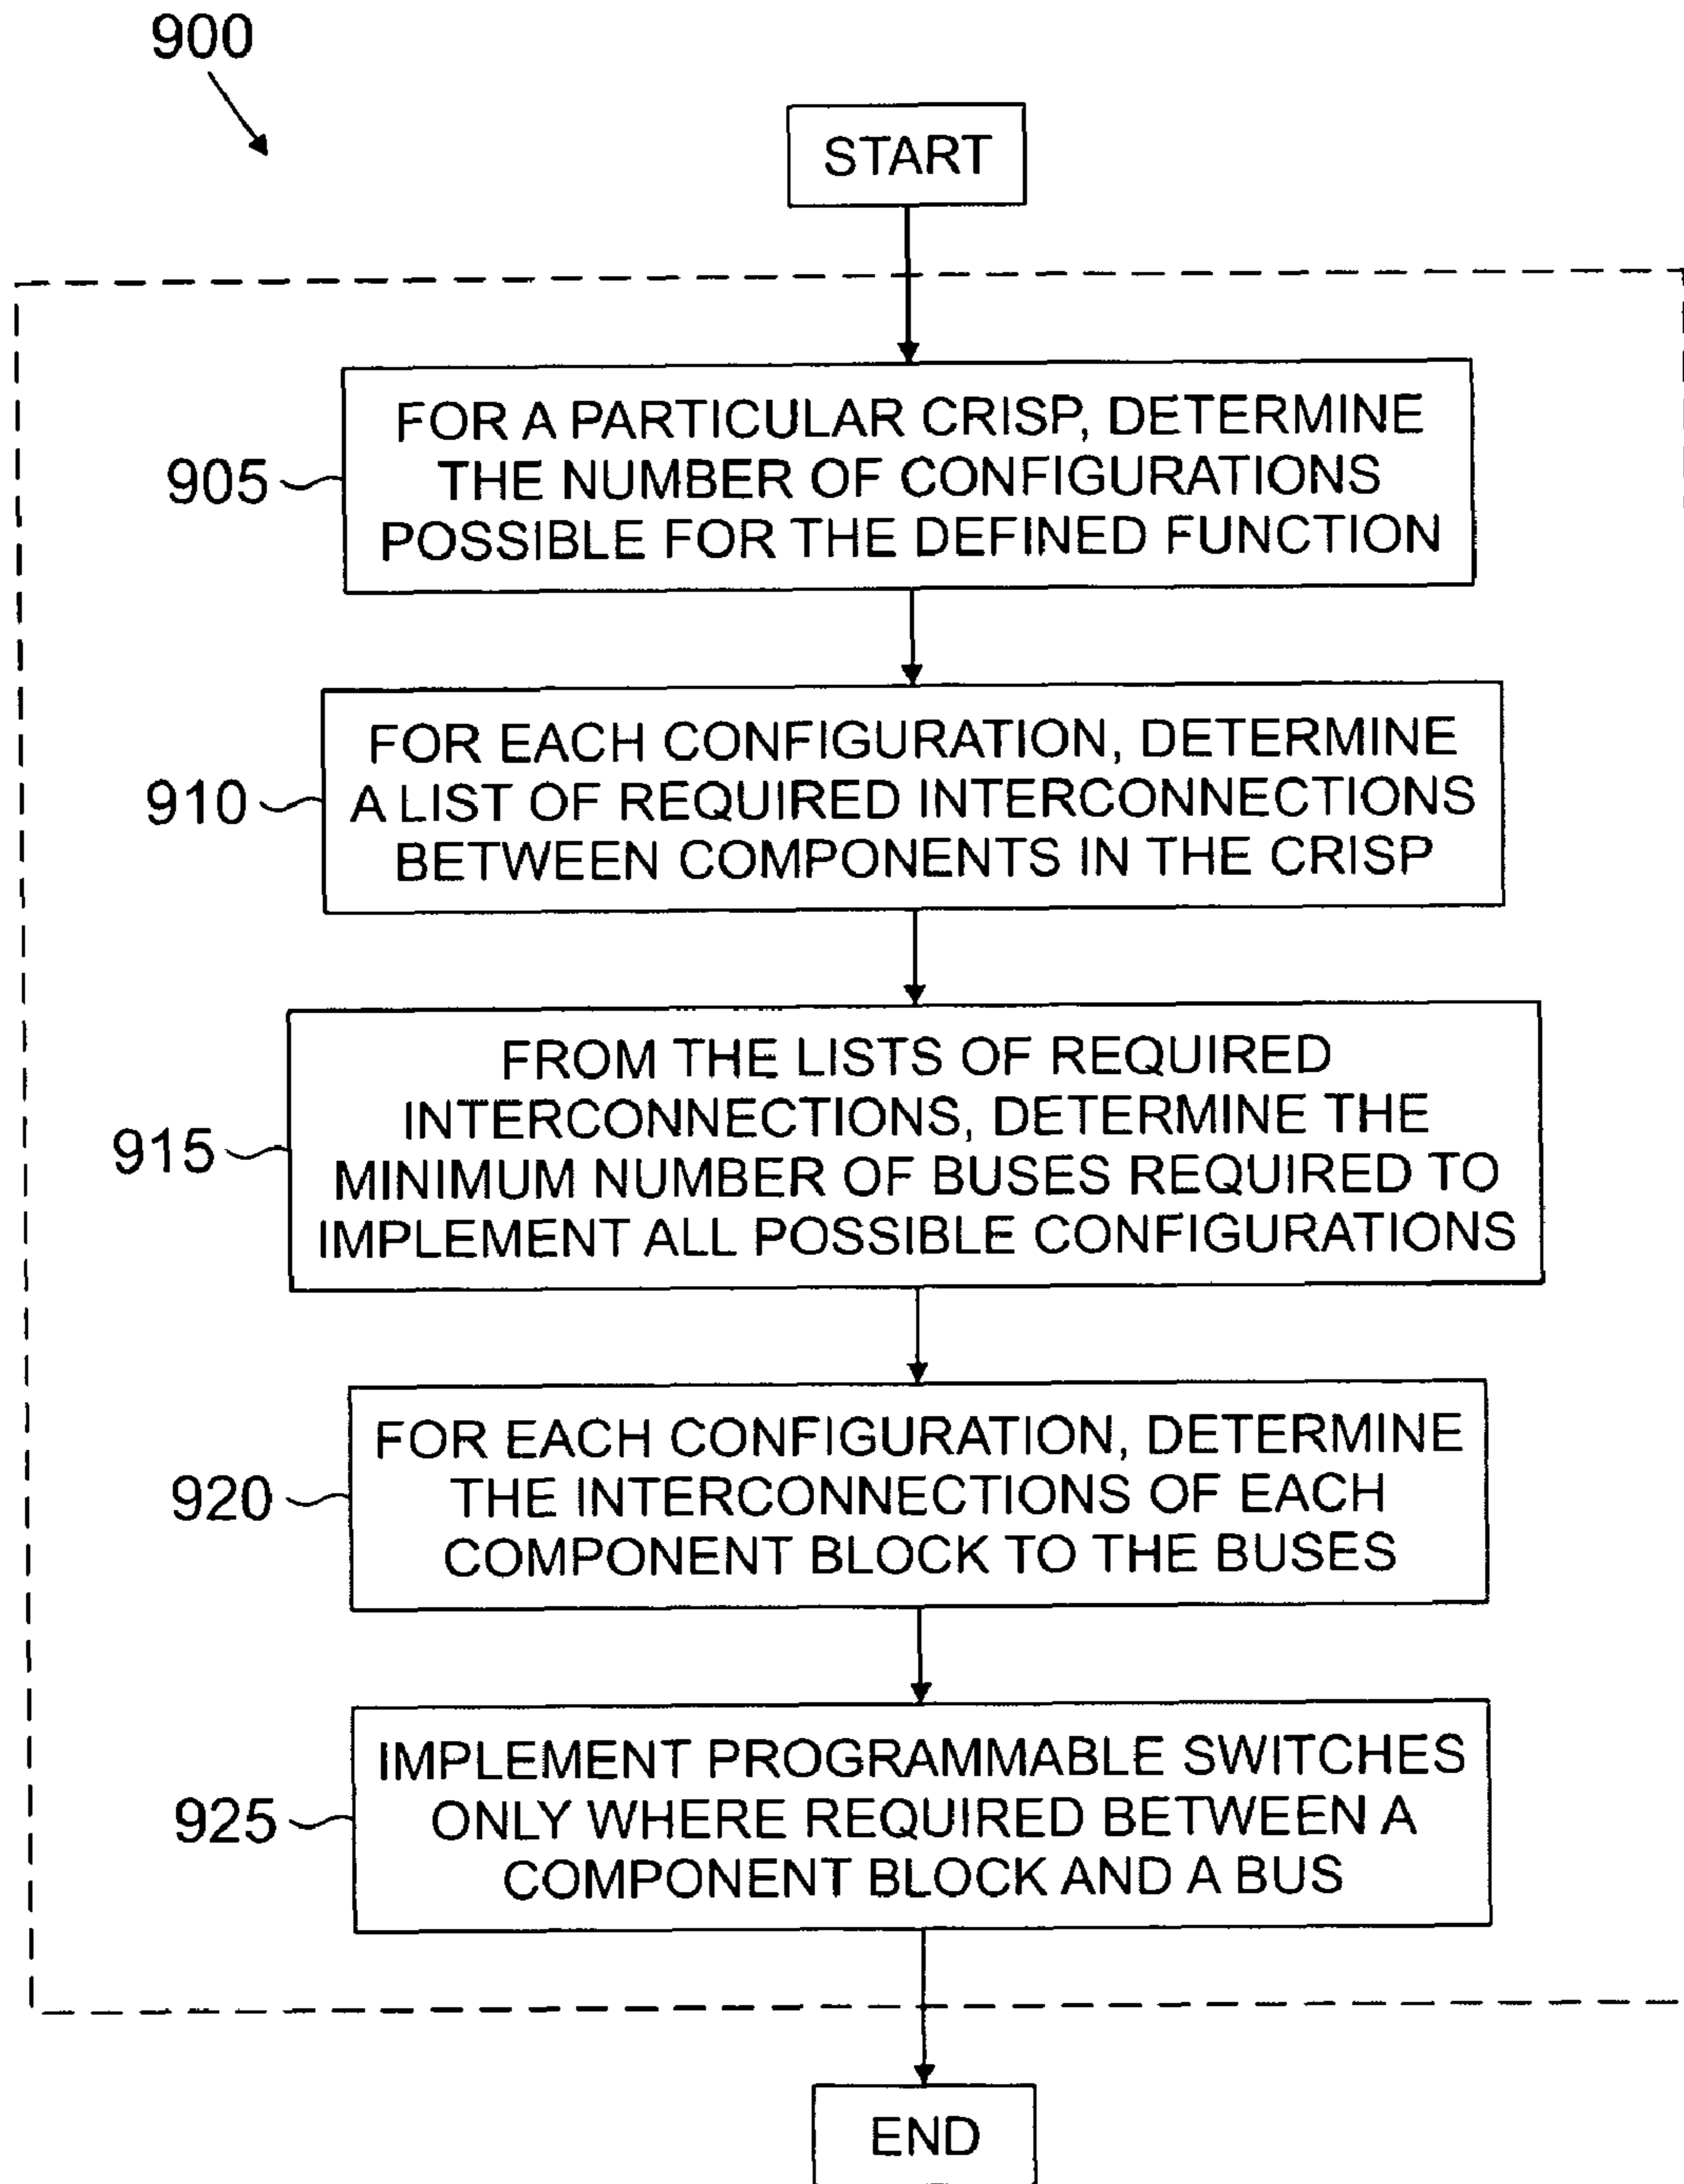 900
START
905
FOR A PARTICULAR CRISP, DETERMINE
THE NUMBER OF CONFIGURATIONS
POSSIBLE FOR THE DEFINED FUNCTION
910
FOR EACH CONFIGURATION, DETERMINE
A LIST OF REQUIRED INTERCONNECTIONS
BETWEEN COMPONENTS IN THE CRISP
915
FROM THE LISTS OF REQUIRED
INTERCONNECTIONS, DETERMINE THE
MINIMUM NUMBER OF BUSES REQUIRED TO
IMPLEMENT ALL POSSIBLE CONFIGURATIONS
920
FOR EACH CONFIGURATION, DETERMINE
THE INTERCONNECTIONS OF EACH
COMPONENT BLOCK TO THE BUSES
925
IMPLEMENT PROGRAMMABLE SWITCHES
ONLY WHERE REQUIRED BETWEEN A
COMPONENT BLOCK AND A BUS
END